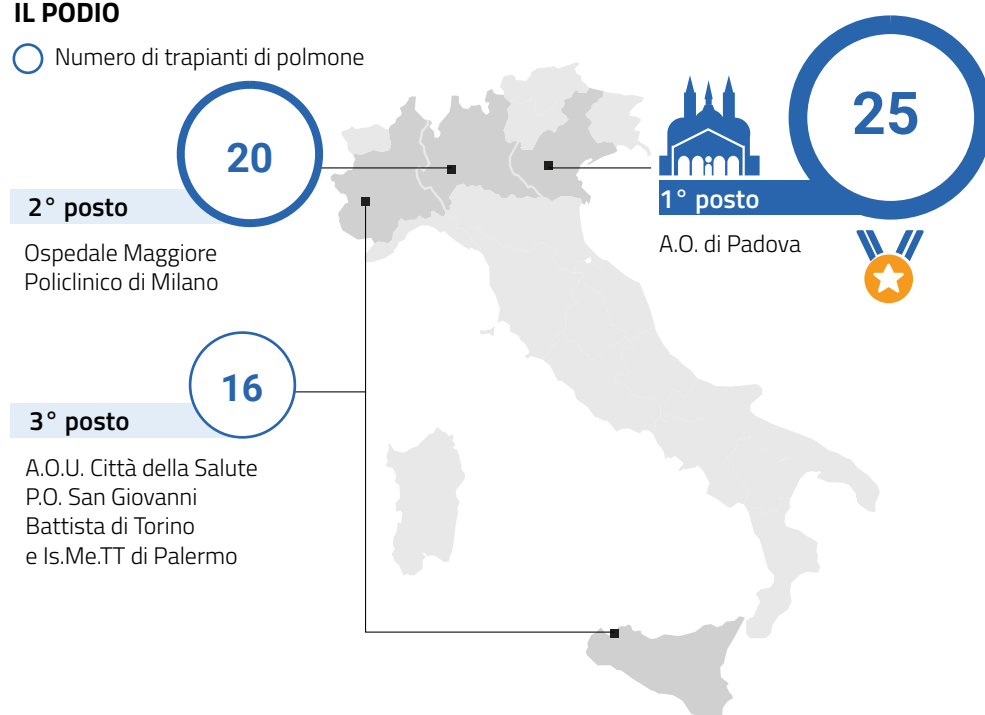 IL PODIO
Numero di trapianti di polmone
25
1° posto
A.O. di Padova
20
2° posto
Ospedale Maggiore
Policlinico di Milano
16
3° posto
A.O.U. Città della Salute
P.O. San Giovanni
Battista di Torino
e Is.Me.TT di Palermo